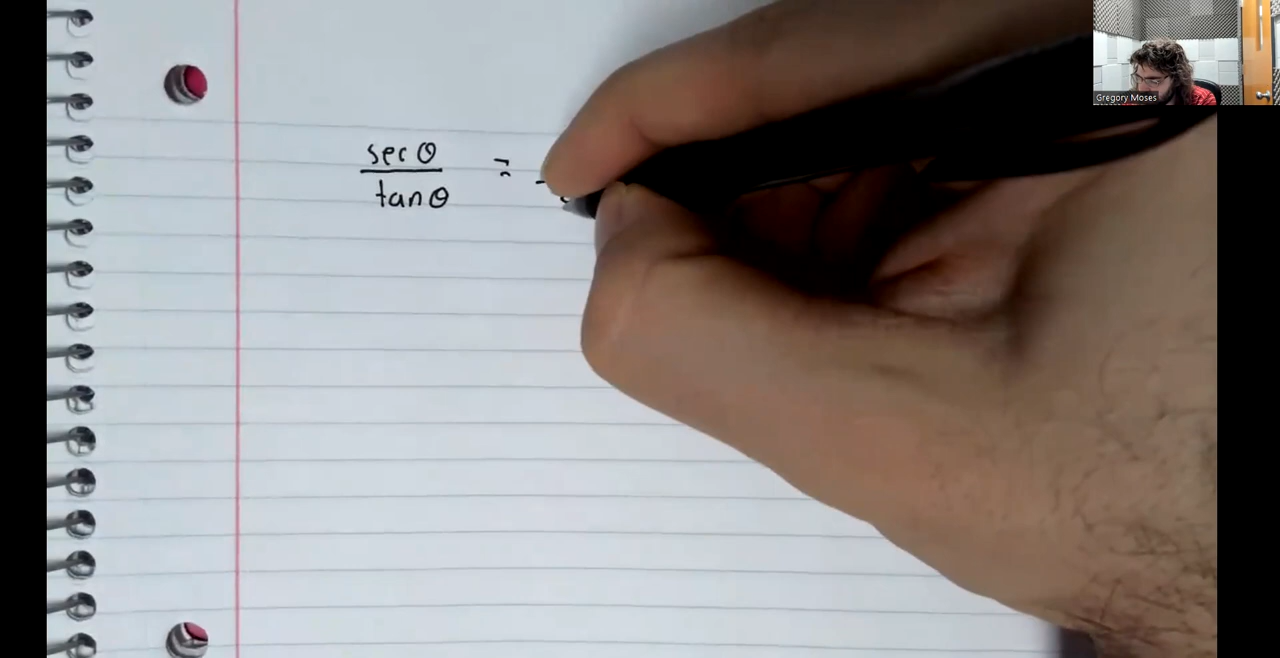 Gregory Moses
sec θ
tan θ
=